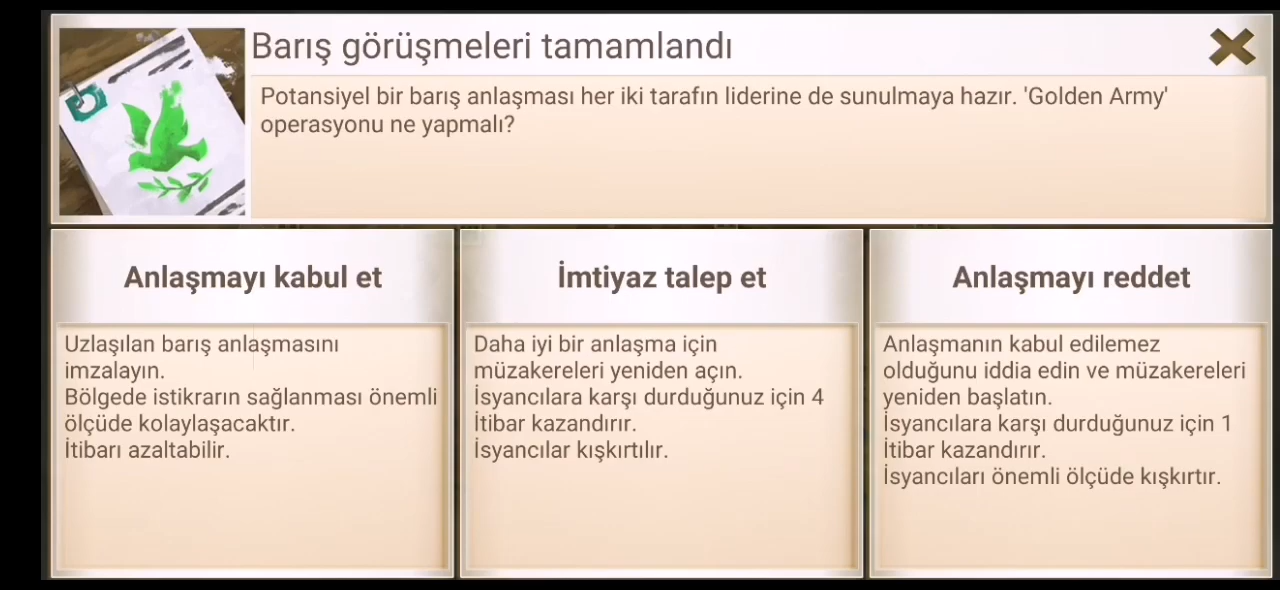 Barış görüşmeleri tamamlandı
Potansiyel bir barış anlaşması her iki tarafın liderine de sunulmaya hazır. 'Golden Army'
operasyonu ne yapmalı?
Anlaşmayı kabul et
Uzlaşılan barış anlaşmasını
imzalayın.
Bölgede istikrarın sağlanması önemli
ölçüde kolaylaşacaktır.
İtibarı azaltabilir.
İmtiyaz talep et
Daha iyi bir anlaşma için
müzakereleri yeniden açın.
İsyancılara karşı durduğunuz için 4
İtibar kazandırır.
İsyancılar kışkırtılır.
Anlaşmayı reddet
Anlaşmanın kabul edilemez
olduğunu iddia edin ve müzakereleri
yeniden başlatın.
İsyancılara karşı durduğunuz için 1
İtibar kazandırır.
İsyancıları önemli ölçüde kışkırtır.